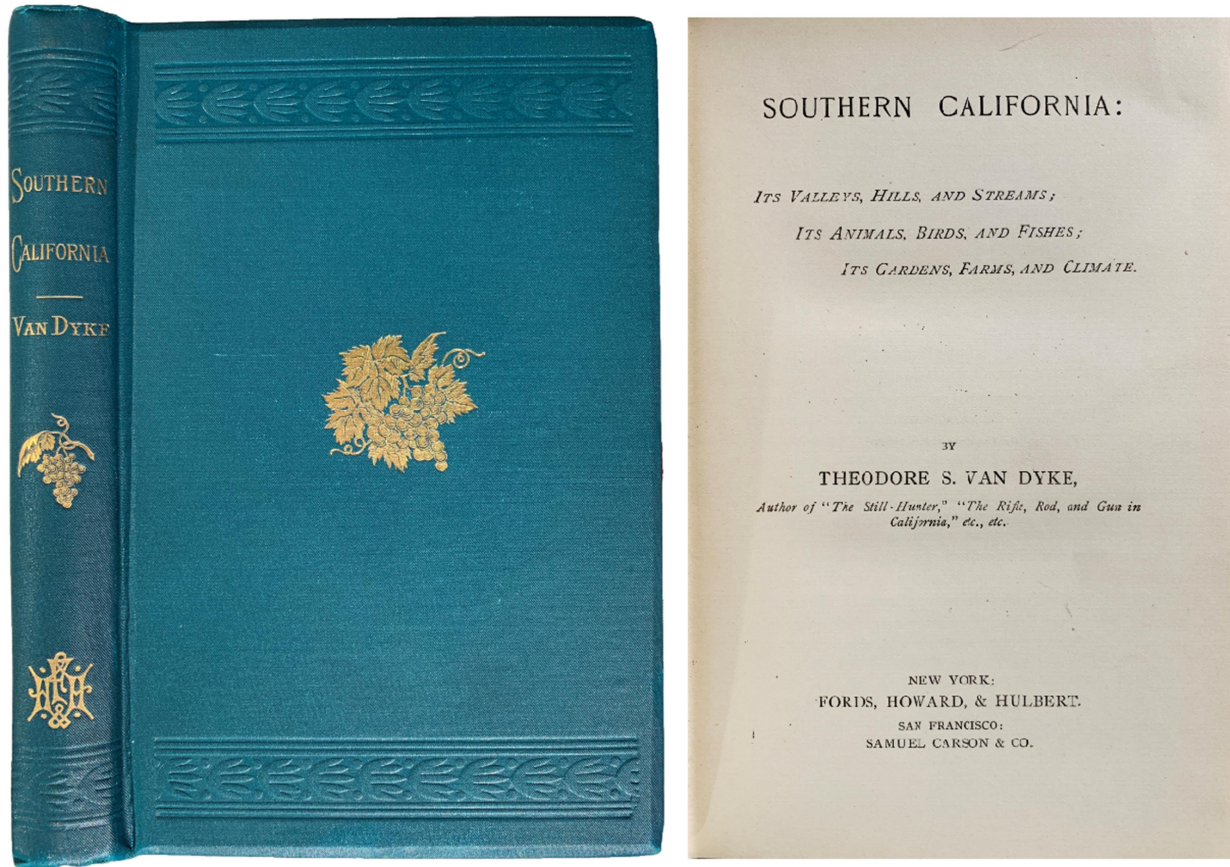 SOUTHERN
CALIFORNIA
VAN DYKE
SOUTHERN CALIFORNIA:
ITS VALLEYS, HILLS, AND STREAMS;
ITS ANIMALS, BIRDS, AND FISHES;
ITS GARDENS, FARMS, AND CLIMATE.
BY
THEODORE S. VAN DYKE,
Author of "The Still-Hunter," "The Rifle, Rod, and Gun in
California," etc., etc.
NEW YORK:
FORDS, HOWARD, & HULBERT.
SAN FRANCISCO:
SAMUEL CARSON & CO.